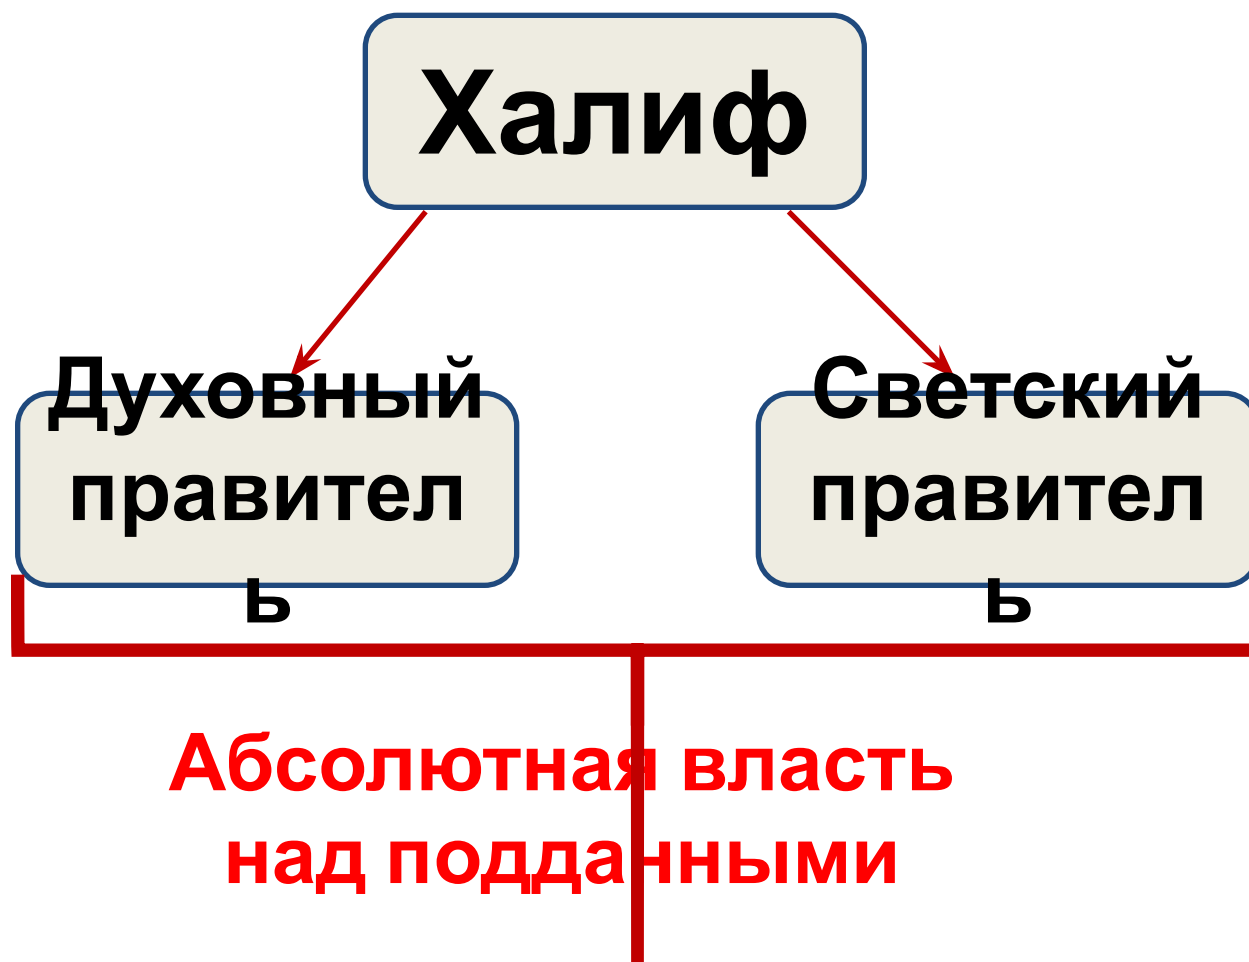 Халиф
Духовный
правител
ь
Светский
правител
ь
Абсолютная власть
над подданными